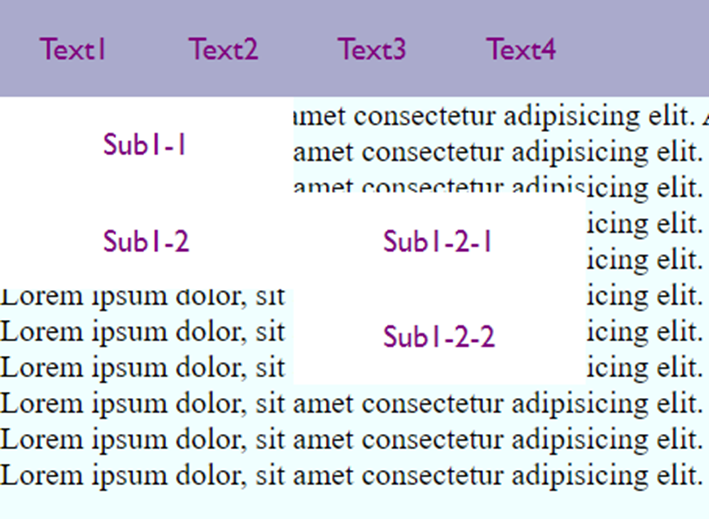 Text1 Text2 Text3 Text4
Sub1-1
amet consectetur adipisicing elit.
amet consectetur adipisicing elit.
amet consectetur adipisicing elit.
Sub1-2 Sub1-2-1
icing elit.
icing elit.
Lorem ipsum dolor, sit icing elit.
Lorem ipsum dolor, sit Sub1-2-2 icing elit.
Lorem ipsum dolor, sit icing elit.
Lorem ipsum dolor, sit amet consectetur adipisicing elit.
Lorem ipsum dolor, sit amet consectetur adipisicing elit.
Lorem ipsum dolor, sit amet consectetur adipisicing elit.